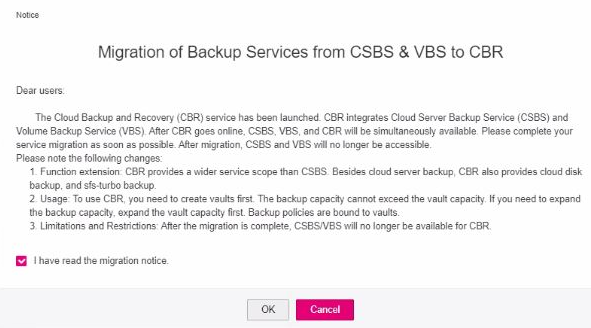 Notice
Migration of Backup Services from CSBS & VBS to CBR
Dear users:
The Cloud Backup and Recovery (CBR) service has been launched. CBR integrates Cloud Server Backup Service (CSBS) and
Volume Backup Service (VBS). After CBR goes online, CSBS, VBS, and CBR will be simultaneously available. Please complete your
service migration as soon as possible. After migration, CSBS and VBS will no longer be accessible.
Please note the following changes:
1. Function extension: CBR provides a wider service scope than CSBS. Besides cloud server backup, CBR also provides cloud disk
backup, and sfs-turbo backup.
2. Usage: To use CBR, you need to create vaults first. The backup capacity cannot exceed the vault capacity. If you need to expand
the backup capacity, expand the vault capacity first. Backup policies are bound to vaults.
3. Limitations and Restrictions: After the migration is complete, CSBS/VBS will no longer be available for CBR.
I have read the migration notice.
OK
Cancel